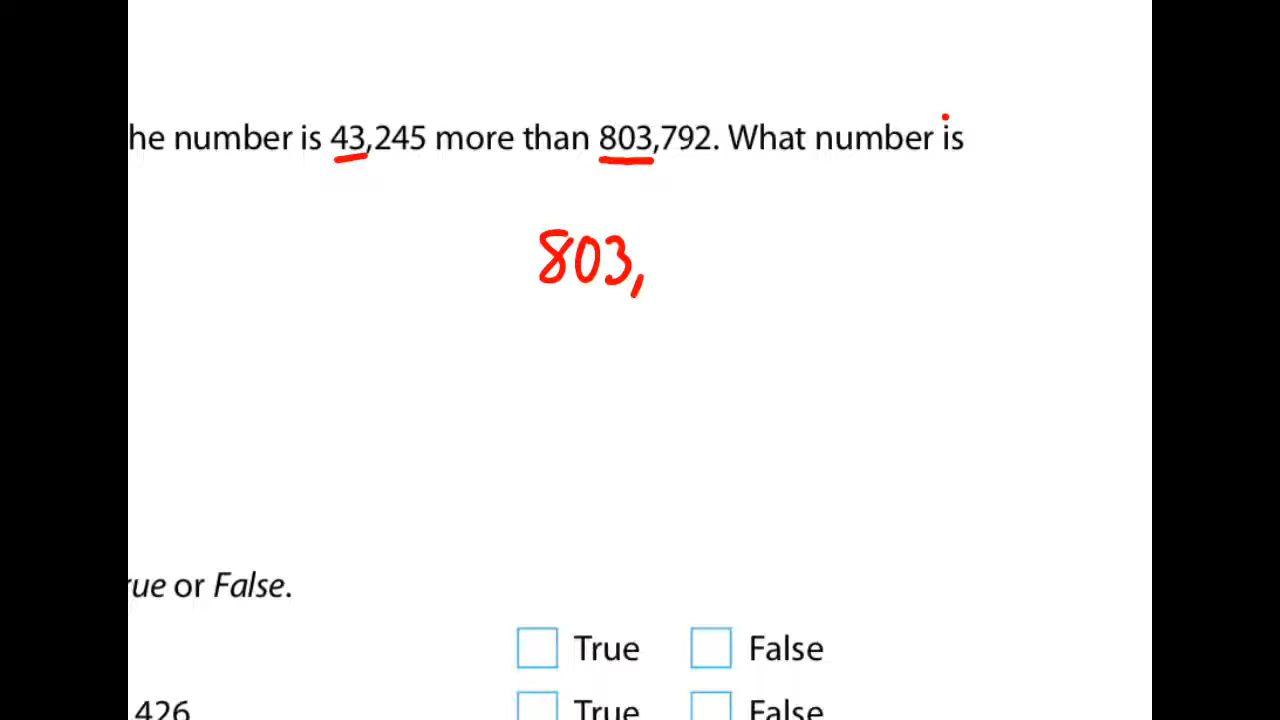 he number is 43,245 more than 803,792. What number is
803,
rue or False.
True False
426
True False